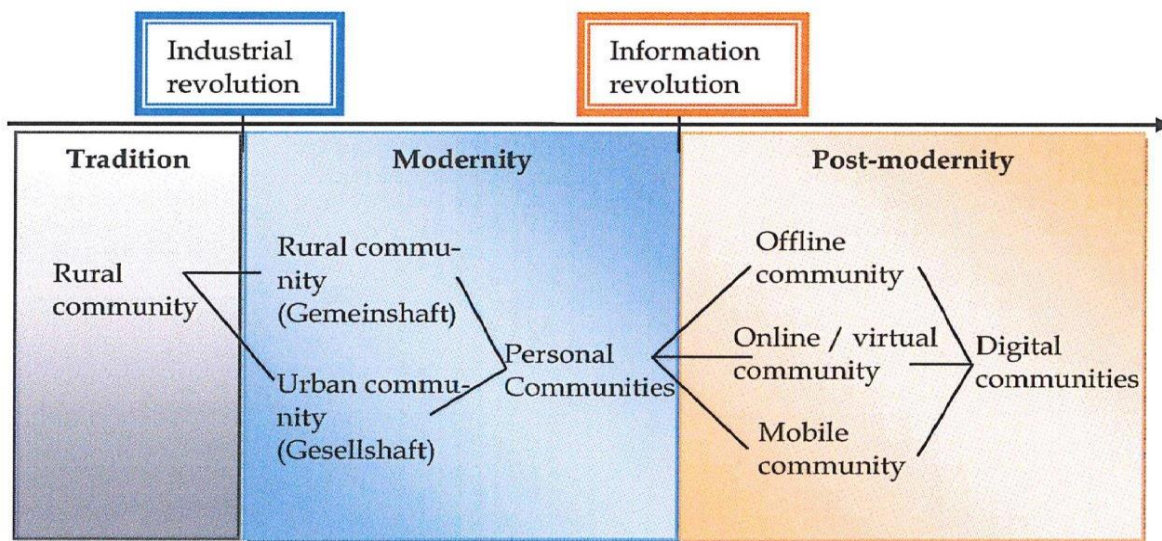 Industrial
revolution
Information
revolution
Tradition
Modernity
Post-modernity
Rural
community
Rural commu-
nity
(Gemeinshaft)
Urban commu-
nity
(Gesellshaft)
Personal
Communities
Offline
community
Online / virtual
community
Mobile
community
Digital
communities